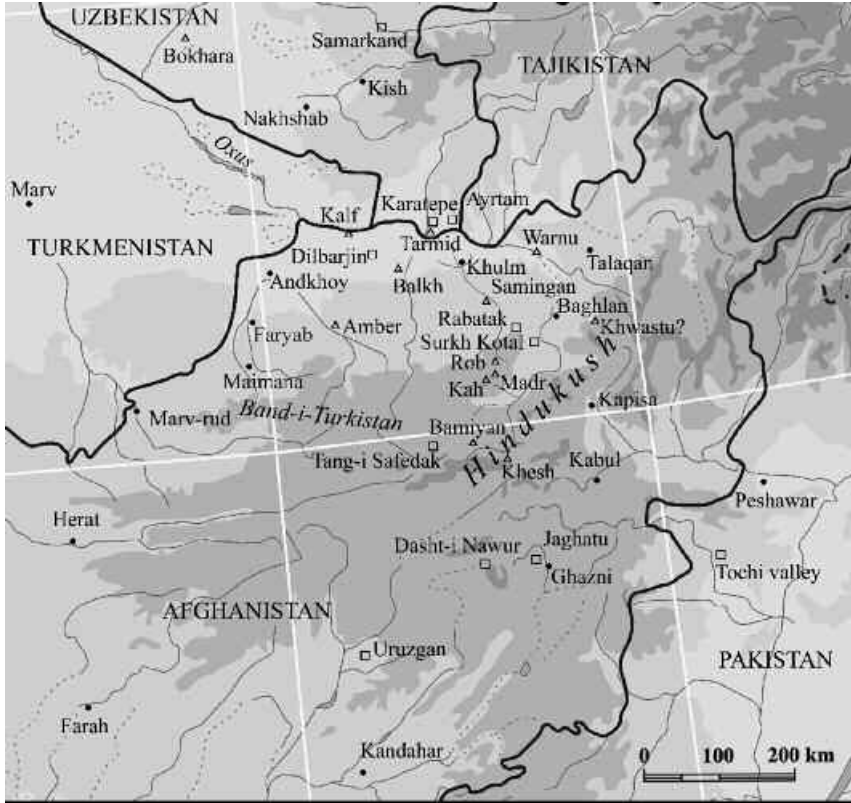 UZBEKISTAN
Bokhara
Samarkand
TAJIKISTAN
Kish
Nakhshab
Oxus
Marv
Kalf
Karatepe
Ayrtam
Tarmid
Warnu
TURKMENISTAN
Dilbarjin
Khulm
Talaqan
Andkhoy
Balkh
Samingan
Baghlan
Faryab
Amber
Rabatak
Khwastu?
Surkh Kotal
Rob
Maimana
Kah
Madr
Kapisa
Marv-rud
Band-i-Turkistan
Hindukush
Bamiyan
Tang-i Safedak
Khesh
Kabul
Peshawar
Herat
Dasht-i Nawur
Jaghatu
Ghazni
Tochi valley
AFGHANISTAN
Uruzgan
PAKISTAN
Farah
Kandahar
0 100 200 km